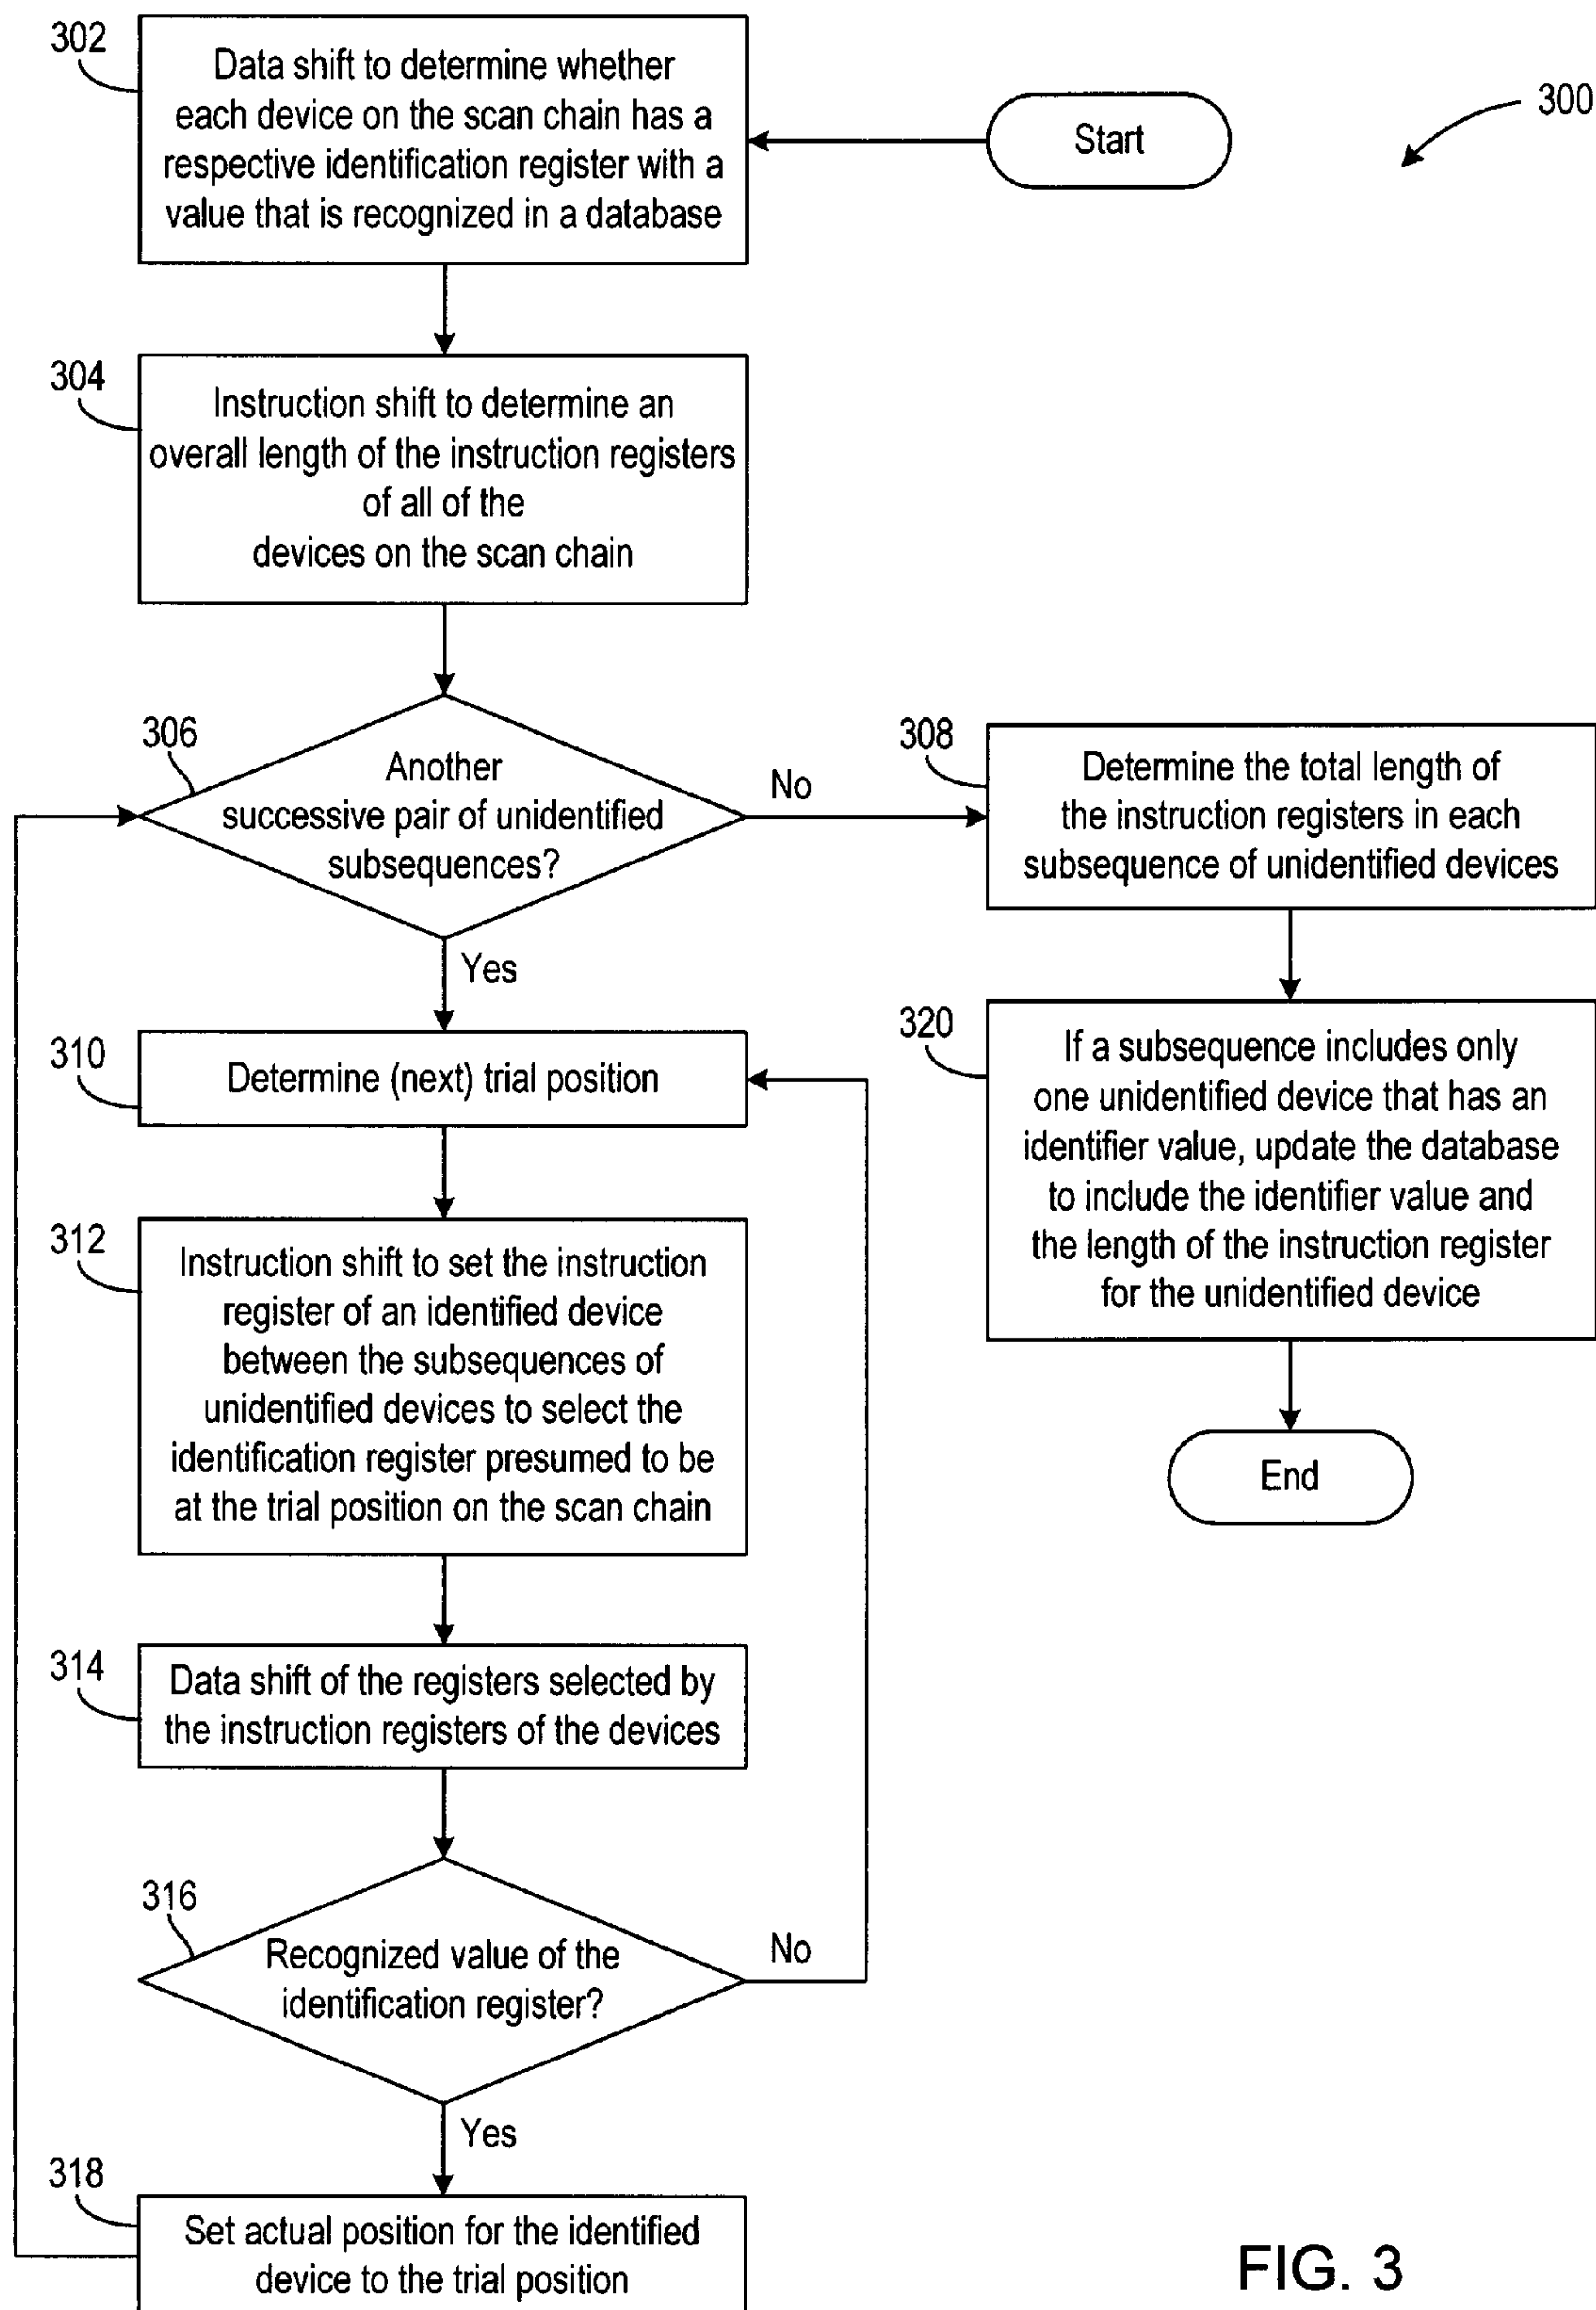 302
Data shift to determine whether
each device on the scan chain has a
respective identification register with a
value that is recognized in a database
Start
300
304
Instruction shift to determine an
overall length of the instruction registers
of all of the
devices on the scan chain
306
Another
successive pair of unidentified
subsequences?
No
Yes
308
Determine the total length of
the instruction registers in each
subsequence of unidentified devices
310
Determine (next) trial position
320
If a subsequence includes only
one unidentified device that has an
identifier value, update the database
to include the identifier value and
the length of the instruction register
for the unidentified device
312
Instruction shift to set the instruction
register of an identified device
between the subsequences of
unidentified devices to select the
identification register presumed to be
at the trial position on the scan chain
End
314
Data shift of the registers selected by
the instruction registers of the devices
316
Recognized value of the
identification register?
No
Yes
318
Set actual position for the identified
device to the trial position
FIG. 3